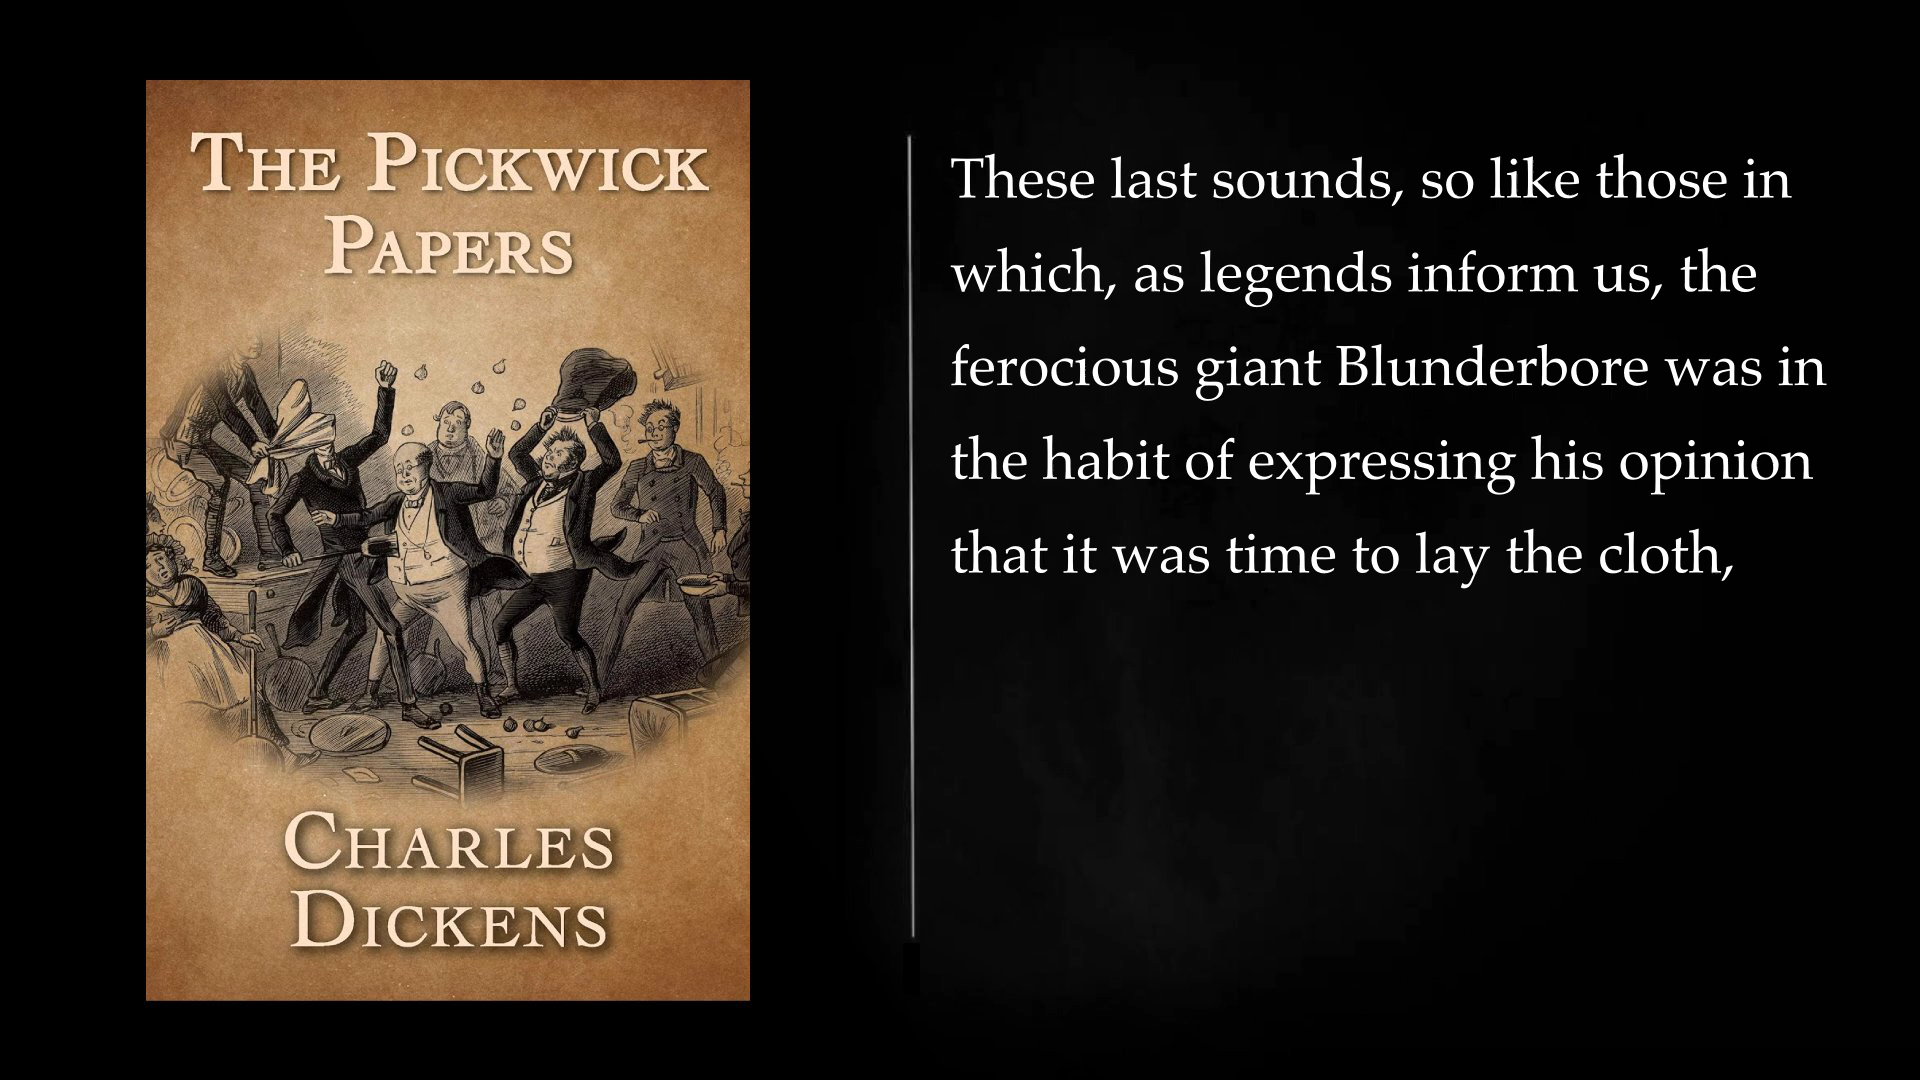 The Pickwick
Papers
Charles
Dickens
These last sounds, so like those in
which, as legends inform us, the
ferocious giant Blunderbore was in
the habit of expressing his opinion
that it was time to lay the cloth,